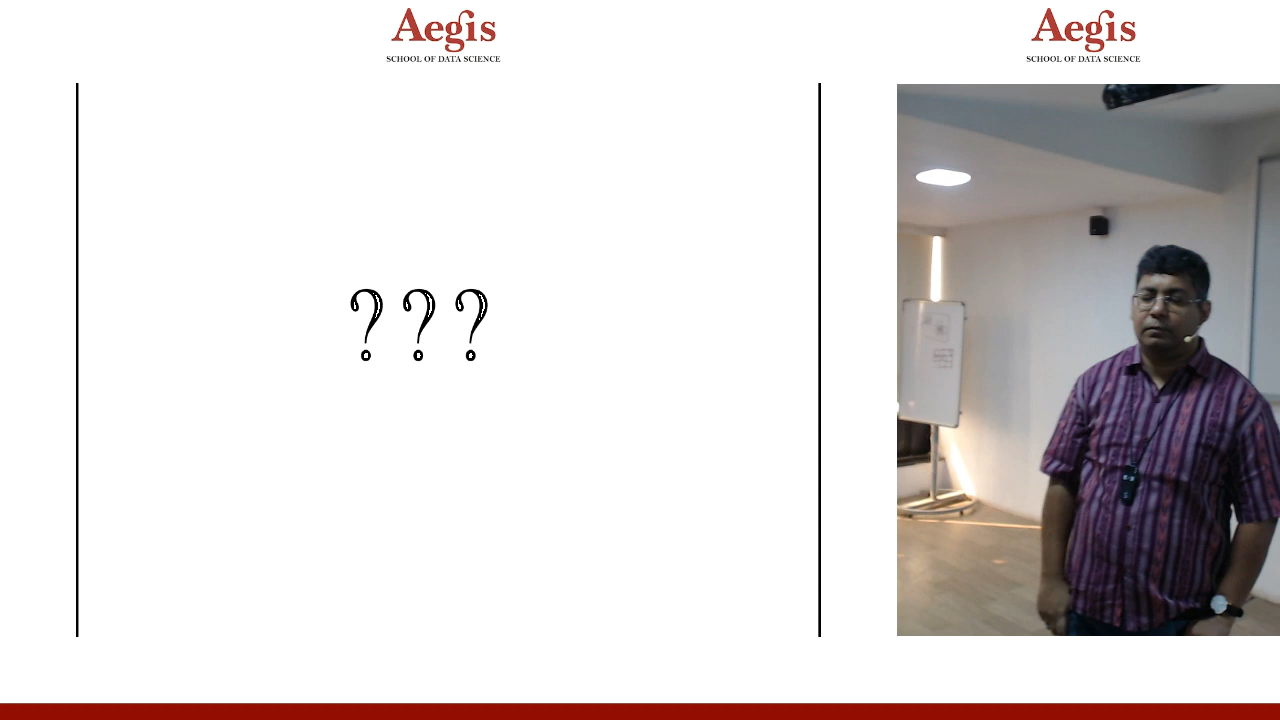 Aegis
SCHOOL OF DATA SCIENCE
Aegis
SCHOOL OF DATA SCIENCE
? ? ?